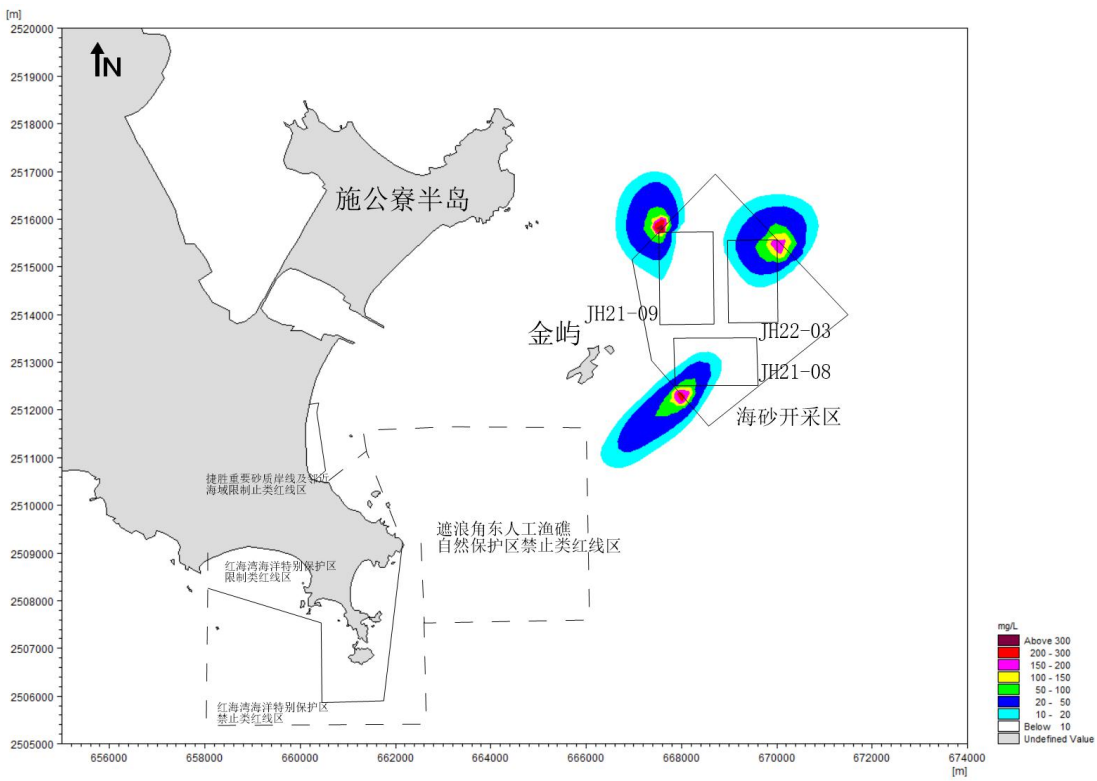 [m]
2520000
2519000
2518000
2517000
2516000
2515000
2514000
2513000
2512000
2511000
2510000
2509000
2508000
2507000
2506000
2505000
N
施公寮半岛
金屿
JH21-09
JH22-03
JH21-08
海砂开采区
捷胜重要砂质岸线及邻近
海域限制止类红线区
遮浪角东人工渔礁
自然保护区禁止类红线区
红海湾海洋特别保护区
限制类红线区
红海湾海洋特别保护区
禁止类红线区
656000 658000 660000 662000 664000 666000 668000 670000 672000 674000
[m]
mg/L
Above 300
200 - 300
150 - 200
100 - 150
50 - 100
20 - 50
10 - 20
Below 10
Undefined Value